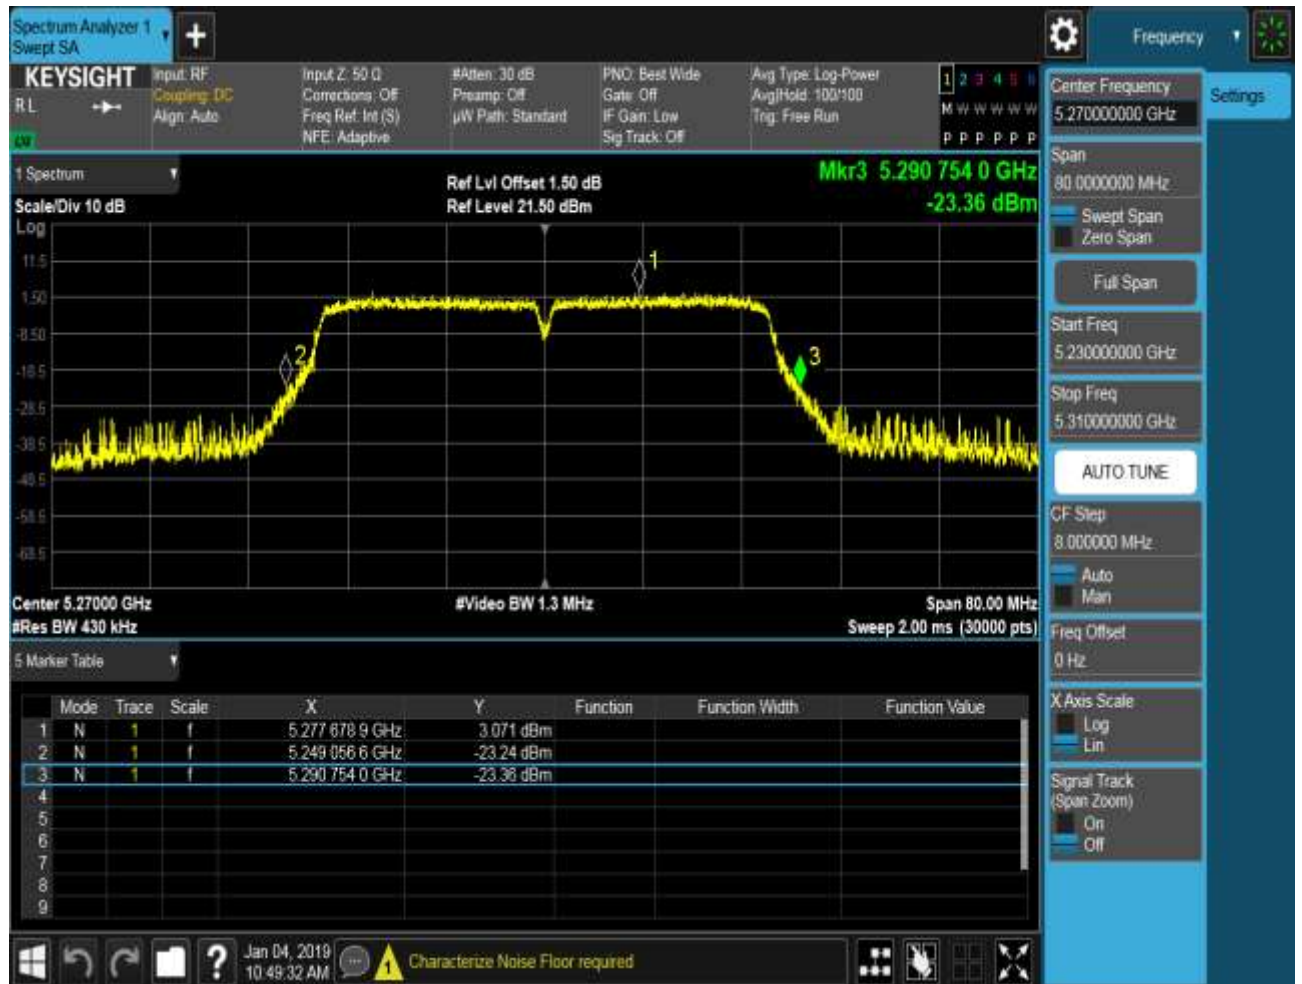 Spectrum Analyzer 1
Swept SA
Frequency
KEYSIGHT
RL
Input: RF
Coupling: DC
Align: Auto
Input Z: 50 Ω
Corrections: Off
Freq Ref: Int (S)
NFE: Adaptive
#Atten: 30 dB
Preamp: Off
µW Path: Standard
PNO: Best Wide
Gate: Off
IF Gain: Low
Sig Track: Off
Avg Type: Log-Power
Avg|Hold: 100/100
Trig: Free Run
1 2 3 4 5 6
M W W W W W
P P P P P P
1 Spectrum
Scale/Div 10 dB
Ref Lvl Offset 1.50 dB
Ref Level 21.50 dBm
Mkr3 5.290 754 0 GHz
-23.36 dBm
Log
11.5
1.50
-8.50
-18.5
-28.5
-38.5
-48.5
-58.5
-68.5
1
2
3
Center 5.27000 GHz
#Video BW 1.3 MHz
Span 80.00 MHz
#Res BW 430 kHz
Sweep 2.00 ms (30000 pts)
5 Marker Table
Mode Trace Scale X Y Function Function Width Function Value
1 N 1 f 5.277 678 9 GHz 3.071 dBm
2 N 1 f 5.249 056 6 GHz -23.24 dBm
3 N 1 f 5.290 754 0 GHz -23.36 dBm
4
5
6
7
8
9
Settings
Center Frequency
5.270000000 GHz
Span
80.0000000 MHz
Swept Span
Zero Span
Full Span
Start Freq
5.230000000 GHz
Stop Freq
5.310000000 GHz
AUTO TUNE
CF Step
8.000000 MHz
Auto
Man
Freq Offset
0 Hz
X Axis Scale
Log
Lin
Signal Track
(Span Zoom)
On
Off
?
Jan 04, 2019
10:49:32 AM
1
Characterize Noise Floor required